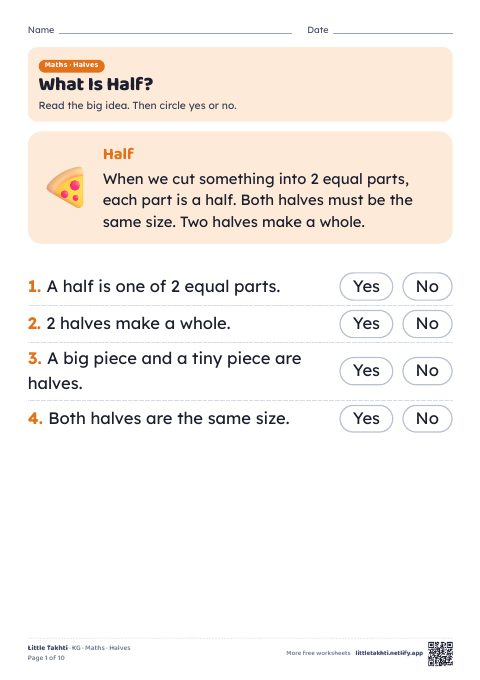 Name Date
Maths · Halves
What Is Half?
Read the big idea. Then circle yes or no.
Half
When we cut something into 2 equal parts,
each part is a half. Both halves must be the
same size. Two halves make a whole.
1. A half is one of 2 equal parts. Yes No
2. 2 halves make a whole. Yes No
3. A big piece and a tiny piece are
halves. Yes No
4. Both halves are the same size. Yes No
Little Takhti · KG · Maths · Halves
Page 1 of 10
More free worksheets littletakhti.netlify.app